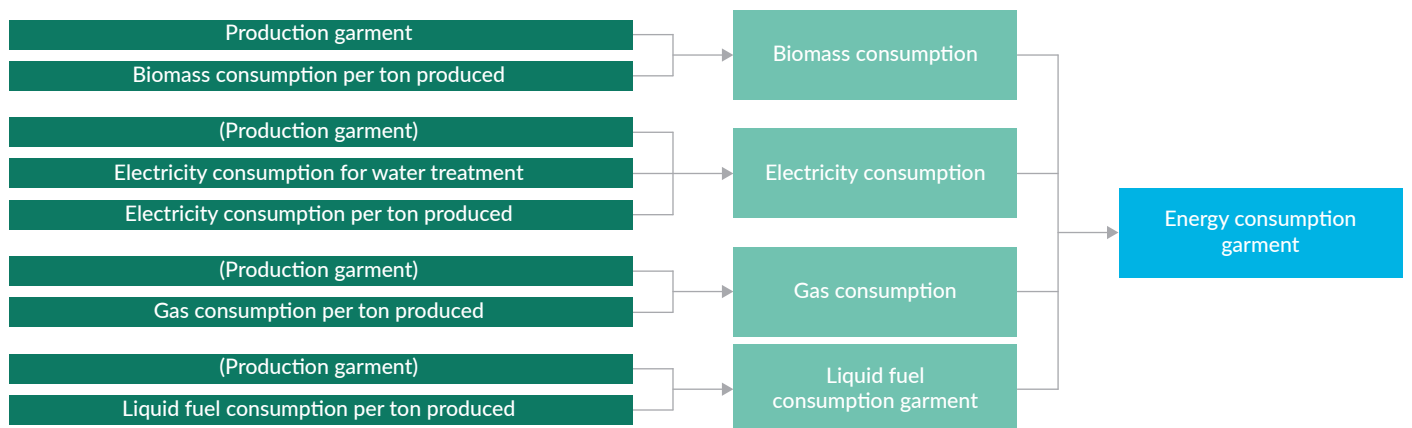 Production garment
Biomass consumption per ton produced
Biomass consumption
(Production garment)
Electricity consumption for water treatment
Electricity consumption per ton produced
Electricity consumption
(Production garment)
Gas consumption per ton produced
Gas consumption
(Production garment)
Liquid fuel consumption per ton produced
Liquid fuel
consumption garment
Energy consumption
garment